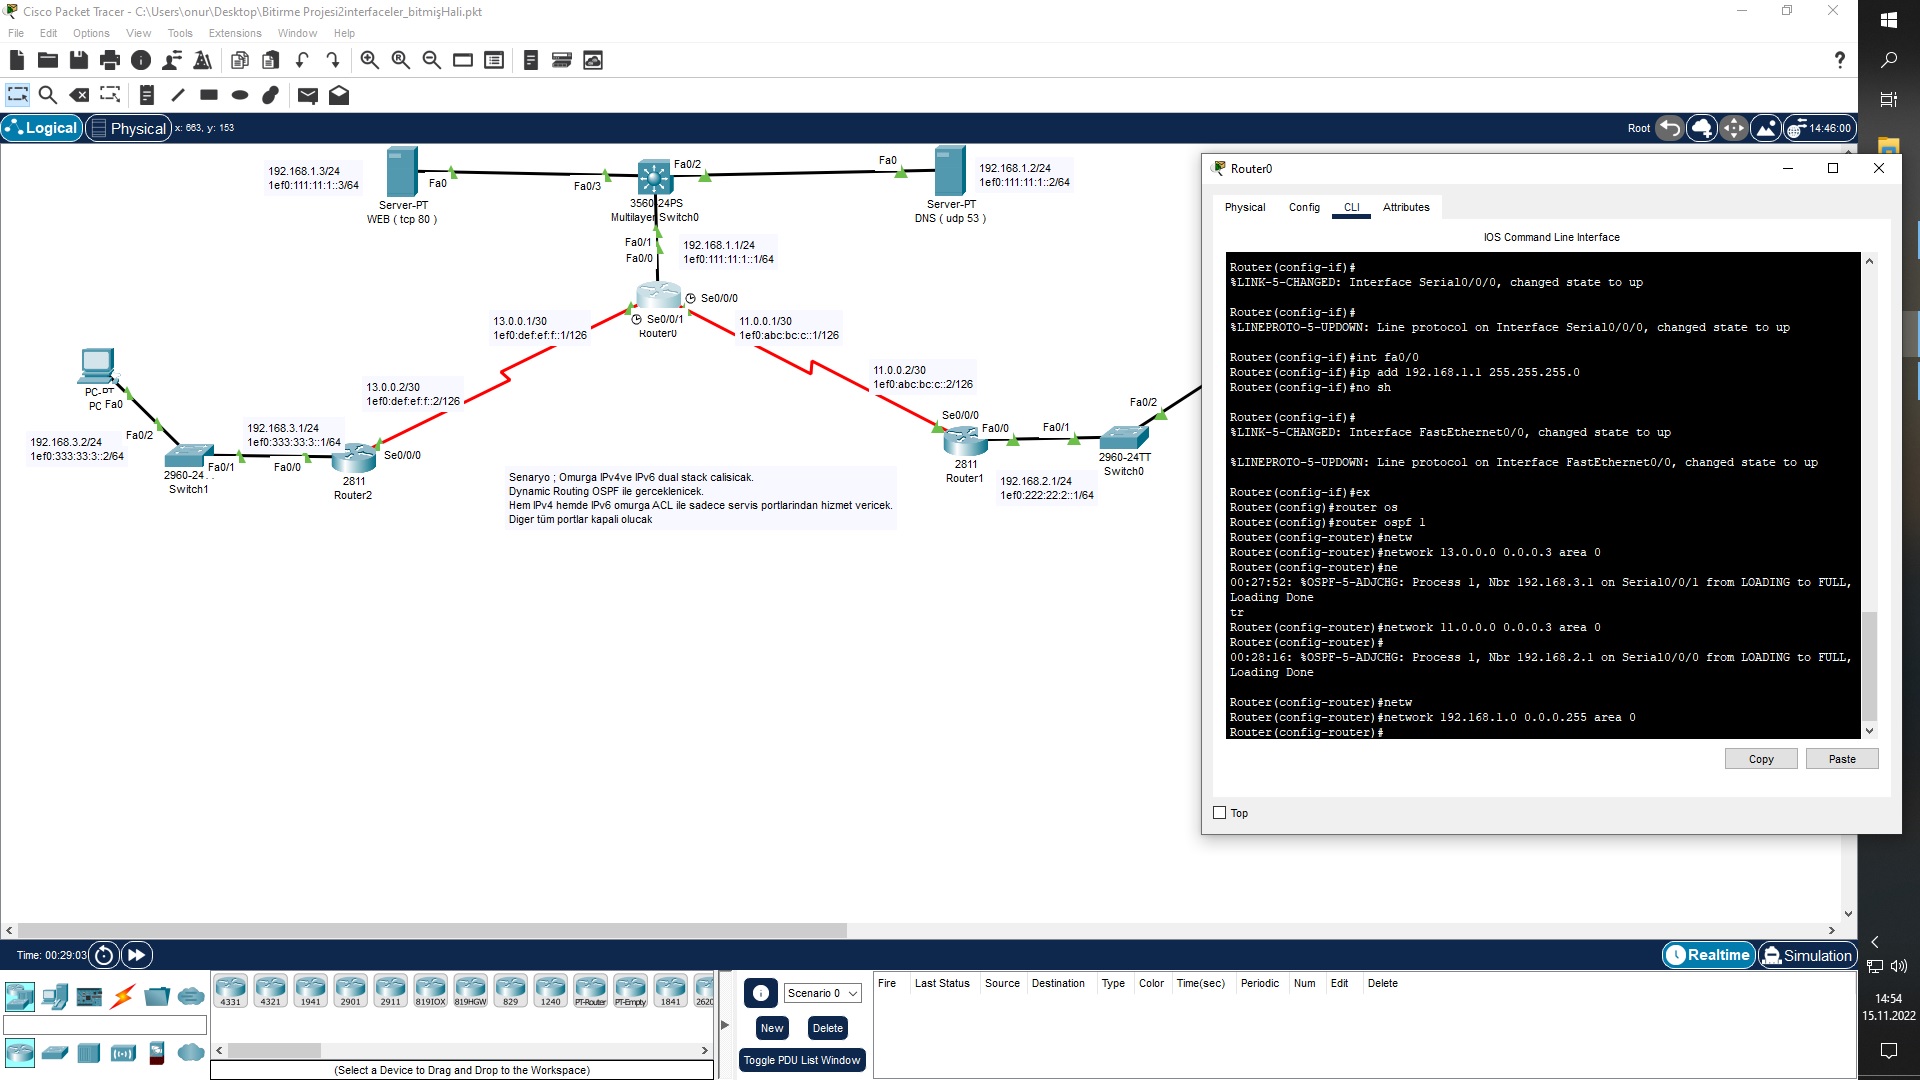 Cisco Packet Tracer - C:\Users\onur\Desktop\Bitirme Projesi2interfaceler_bitmişHali.pkt
File Edit Options View Tools Extensions Window Help
Logical Physical x: 663, y: 153
Root 14:46:00
192.168.1.3/24
1ef0:111:11:1::3/64
Fa0
Server-PT
WEB ( tcp 80 )
Fa0/3
Fa0/2
3560-24PS
Multilayer Switch0
Fa0
Server-PT
DNS ( udp 53 )
192.168.1.2/24
1ef0:111:11:1::2/64
Fa0/1
Fa0/0
192.168.1.1/24
1ef0:111:11:1::1/64
Se0/0/0
Se0/0/1
Router0
13.0.0.1/30
1ef0:def:ef:f::1/126
11.0.0.1/30
1ef0:abc:bc:c::1/126
13.0.0.2/30
1ef0:def:ef:f::2/126
11.0.0.2/30
1ef0:abc:bc:c::2/126
PC-PT
PC Fa0
Fa0/2
192.168.3.2/24
1ef0:333:33:3::2/64
192.168.3.1/24
1ef0:333:33:3::1/64
2960-24
Switch1
Fa0/1
Fa0/0
Se0/0/0
2811
Router2
Se0/0/0
Fa0/0
Fa0/1
Fa0/2
2811
Router1
192.168.2.1/24
1ef0:222:22:2::1/64
2960-24TT
Switch0
Senaryo ; Omurga IPv4ve IPv6 dual stack calisicak.
Dynamic Routing OSPF ile gerceklenicek.
Hem IPv4 hemde IPv6 omurga ACL ile sadece servis portlarindan hizmet vericek.
Diger tüm portlar kapali olucak
Router0
Physical Config CLI Attributes
IOS Command Line Interface
Router(config-if)#
%LINK-5-CHANGED: Interface Serial0/0/0, changed state to up
Router(config-if)#
%LINEPROTO-5-UPDOWN: Line protocol on Interface Serial0/0/0, changed state to up
Router(config-if)#int fa0/0
Router(config-if)#ip add 192.168.1.1 255.255.255.0
Router(config-if)#no sh
Router(config-if)#
%LINK-5-CHANGED: Interface FastEthernet0/0, changed state to up
%LINEPROTO-5-UPDOWN: Line protocol on Interface FastEthernet0/0, changed state to up
Router(config-if)#ex
Router(config)#router os
Router(config)#router ospf 1
Router(config-router)#netw
Router(config-router)#network 13.0.0.0 0.0.0.3 area 0
Router(config-router)#ne
00:27:52: %OSPF-5-ADJCHG: Process 1, Nbr 192.168.3.1 on Serial0/0/1 from LOADING to FULL,
Loading Done
tr
Router(config-router)#network 11.0.0.0 0.0.0.3 area 0
Router(config-router)#
00:28:16: %OSPF-5-ADJCHG: Process 1, Nbr 192.168.2.1 on Serial0/0/0 from LOADING to FULL,
Loading Done
Router(config-router)#netw
Router(config-router)#network 192.168.1.0 0.0.0.255 area 0
Router(config-router)#
Copy Paste
Top
Time: 00:29:03
Realtime Simulation
4331 4321 1941 2901 2911 819IOX 819HGW 829 1240 PT-Router PT-Empty 1841 2620
(Select a Device to Drag and Drop to the Workspace)
Scenario 0
New Delete
Toggle PDU List Window
Fire Last Status Source Destination Type Color Time(sec) Periodic Num Edit Delete
14:54
15.11.2022